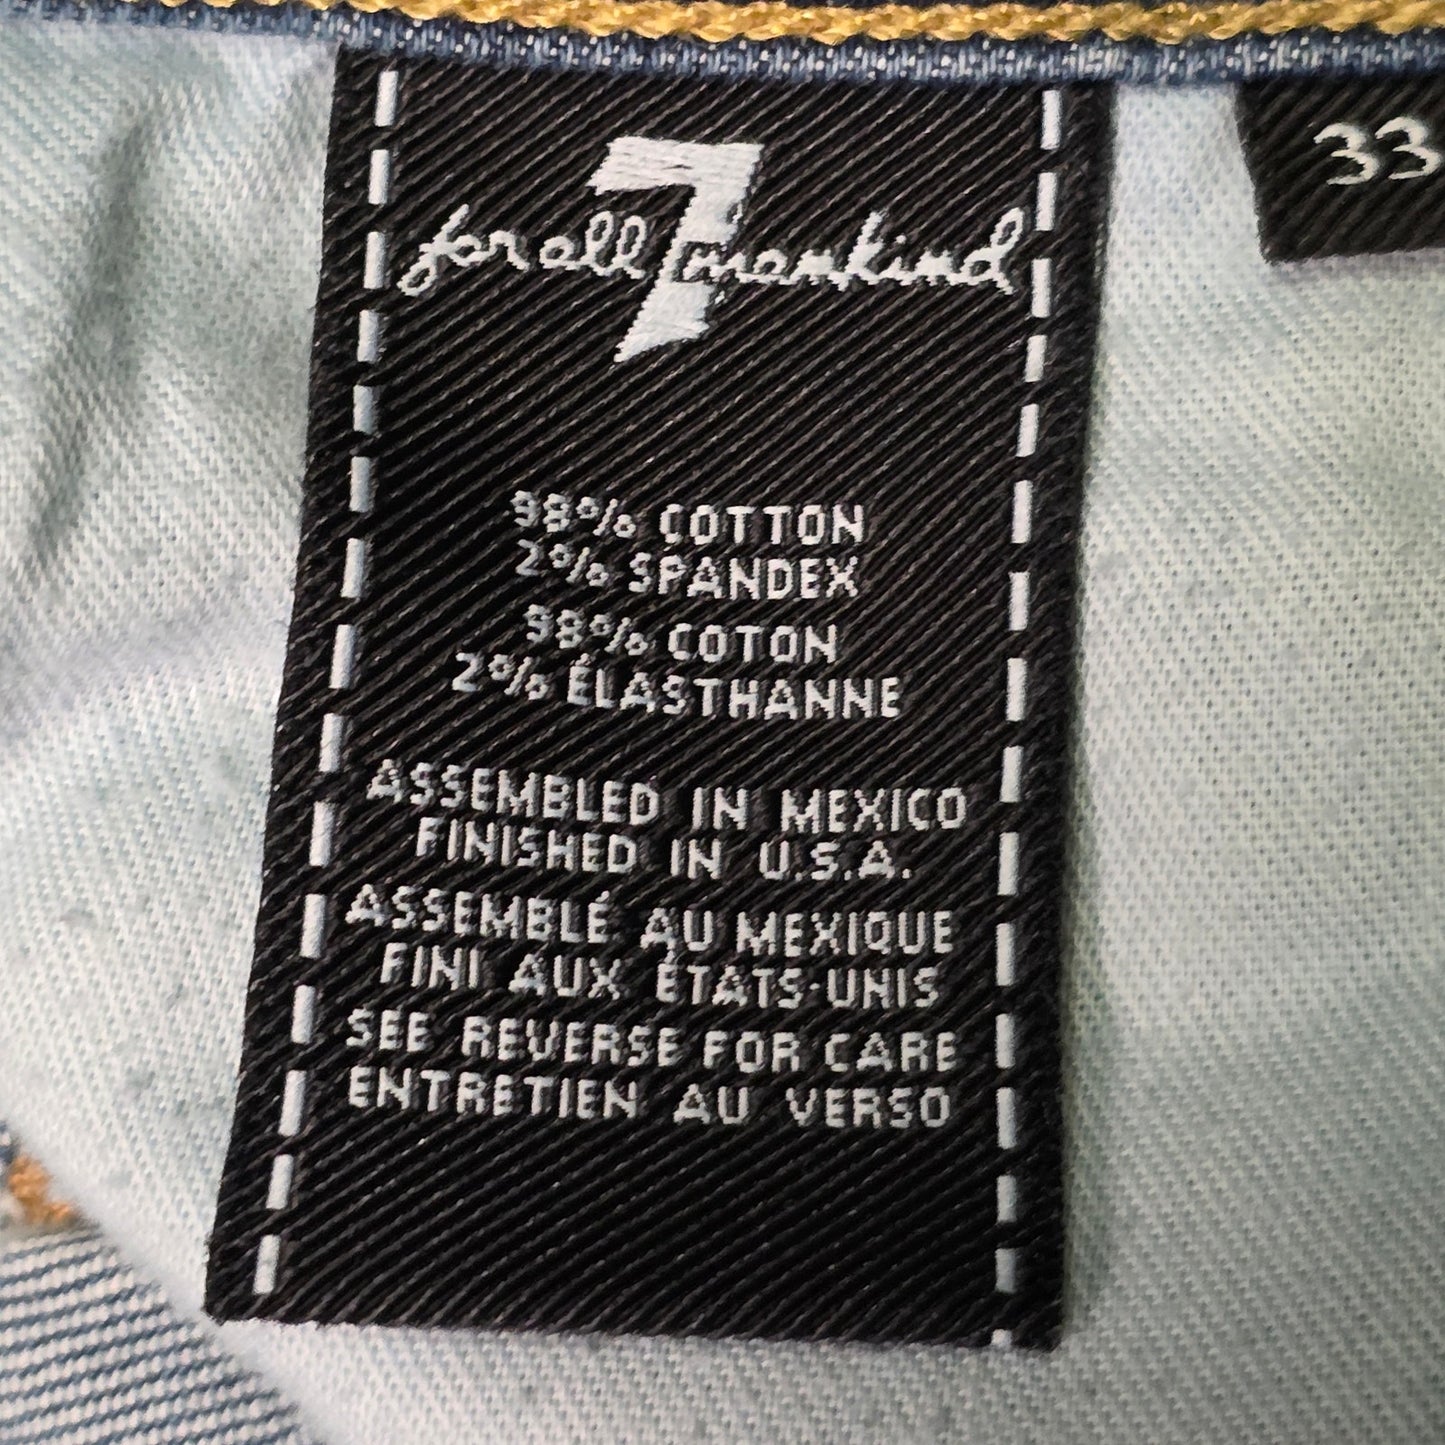 7
for all mankind
33
98% COTTON
2% SPANDEX
98% COTON
2% ÉLASTHANNE
ASSEMBLED IN MEXICO
FINISHED IN U.S.A.
ASSEMBLÉ AU MEXIQUE
FINI AUX ÉTATS-UNIS
SEE REVERSE FOR CARE
ENTRETIEN AU VERSO